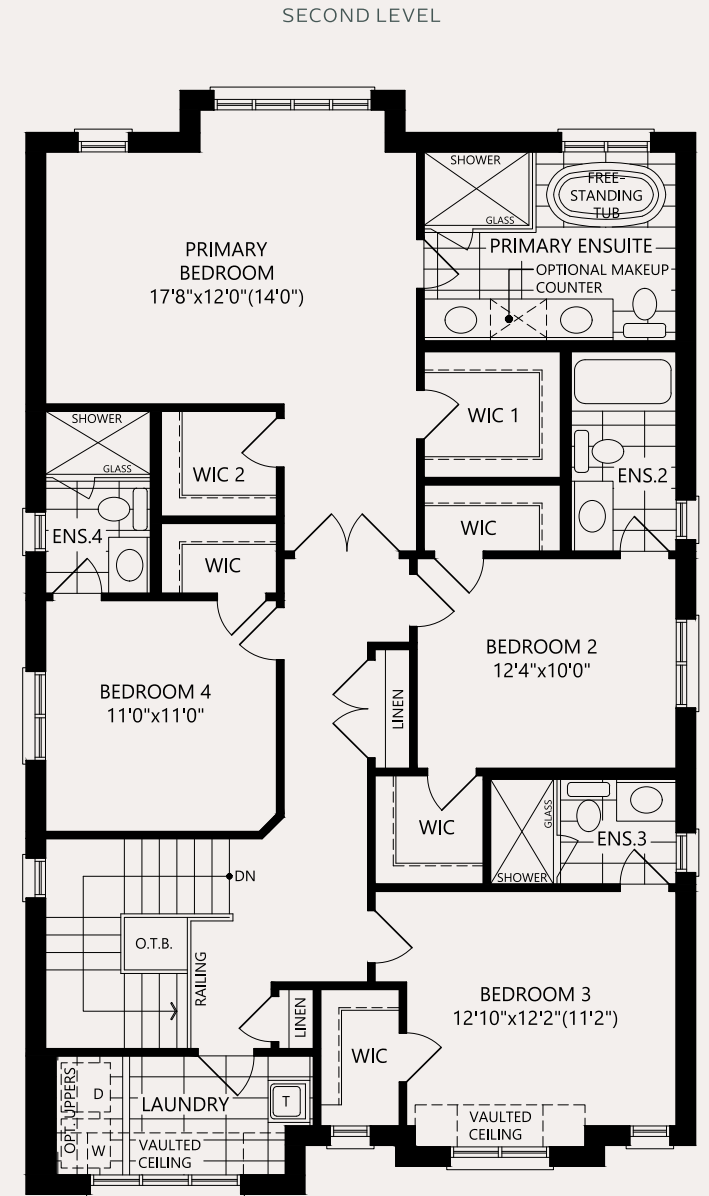 SECOND LEVEL
SHOWER
GLASS
FREE-
STANDING
TUB
PRIMARY ENSUITE
OPTIONAL MAKEUP
COUNTER
PRIMARY
BEDROOM
17'8"x12'0"(14'0")
WIC 1
SHOWER
GLASS
WIC 2
ENS.2
WIC
ENS.4
WIC
BEDROOM 2
12'4"x10'0"
BEDROOM 4
11'0"x11'0"
LINEN
WIC
GLASS
SHOWER
ENS.3
DN
O.T.B.
RAILING
BEDROOM 3
12'10"x12'2"(11'2")
LINEN
WIC
OPT. UPPERS
D
W
LAUNDRY
T
VAULTED
CEILING
VAULTED
CEILING